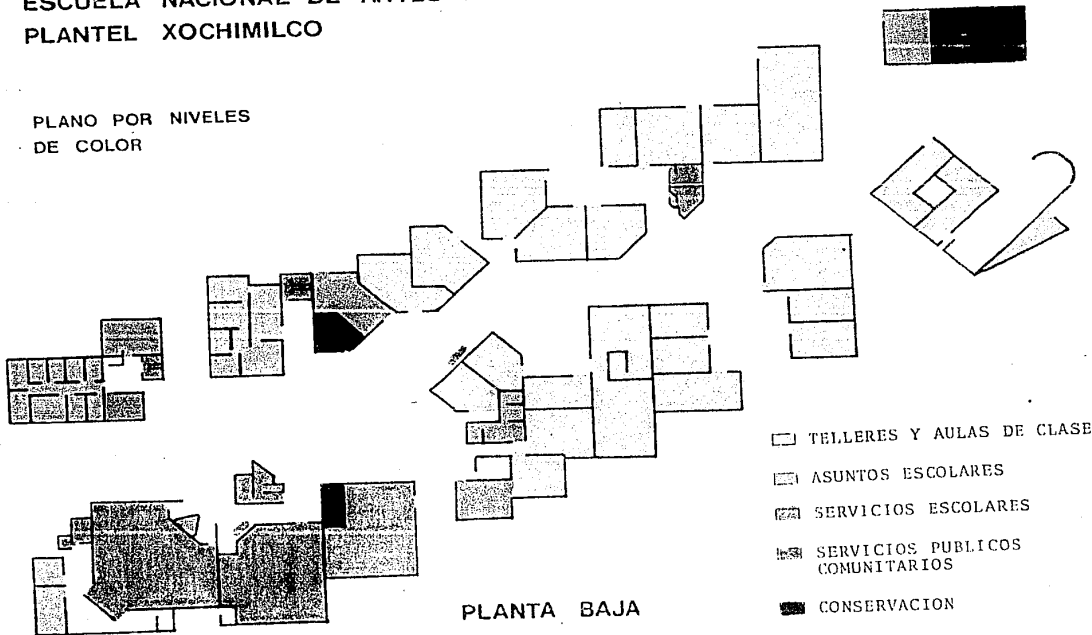 ESCUELA NACIONAL DE ARTES
PLANTEL XOCHIMILCO
PLANO POR NIVELES
DE COLOR
TELLERES Y AULAS DE CLASE
ASUNTOS ESCOLARES
SERVICIOS ESCOLARES
SERVICIOS PUBLICOS
COMUNITARIOS
CONSERVACION
PLANTA BAJA